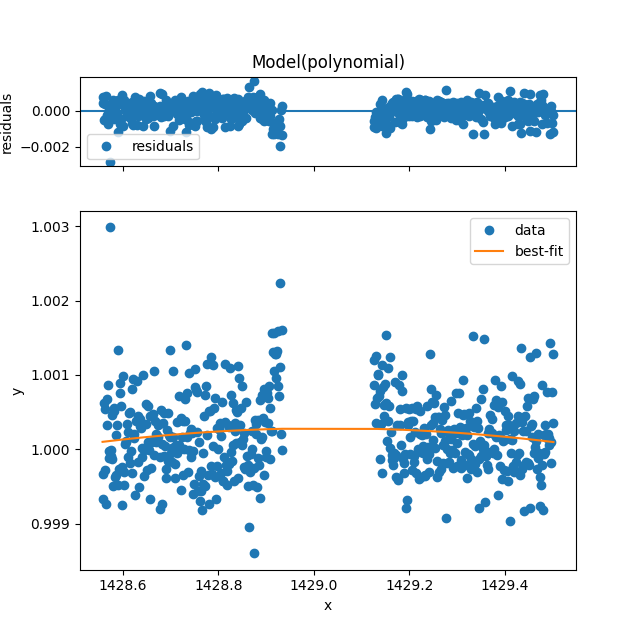 Model(polynomial)
residuals
0.000
−0.002
residuals
1.003
1.002
1.001
1.000
0.999
y
data
best-fit
1428.6 1428.8 1429.0 1429.2 1429.4
x